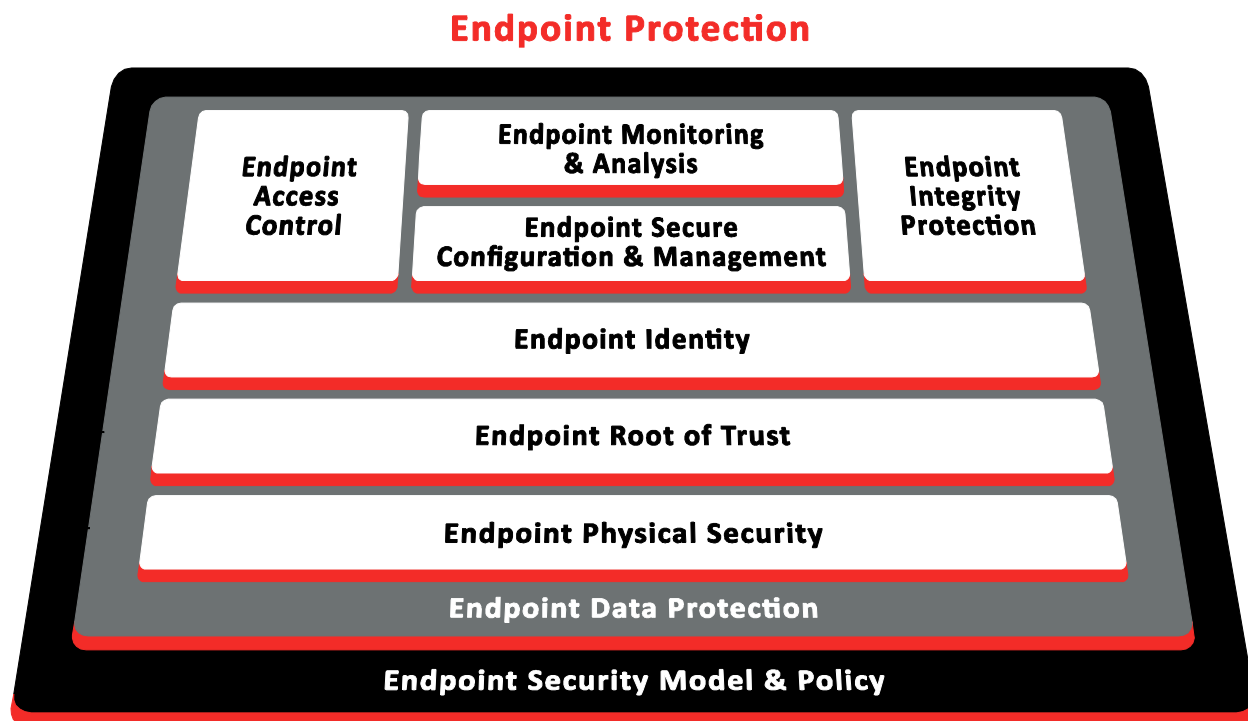 Endpoint Protection
Endpoint
Access
Control
Endpoint Monitoring
& Analysis
Endpoint Secure
Configuration & Management
Endpoint
Integrity
Protection
Endpoint Identity
Endpoint Root of Trust
Endpoint Physical Security
Endpoint Data Protection
Endpoint Security Model & Policy